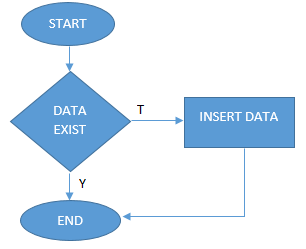 START
DATA
EXIST
T
INSERT DATA
Y
END